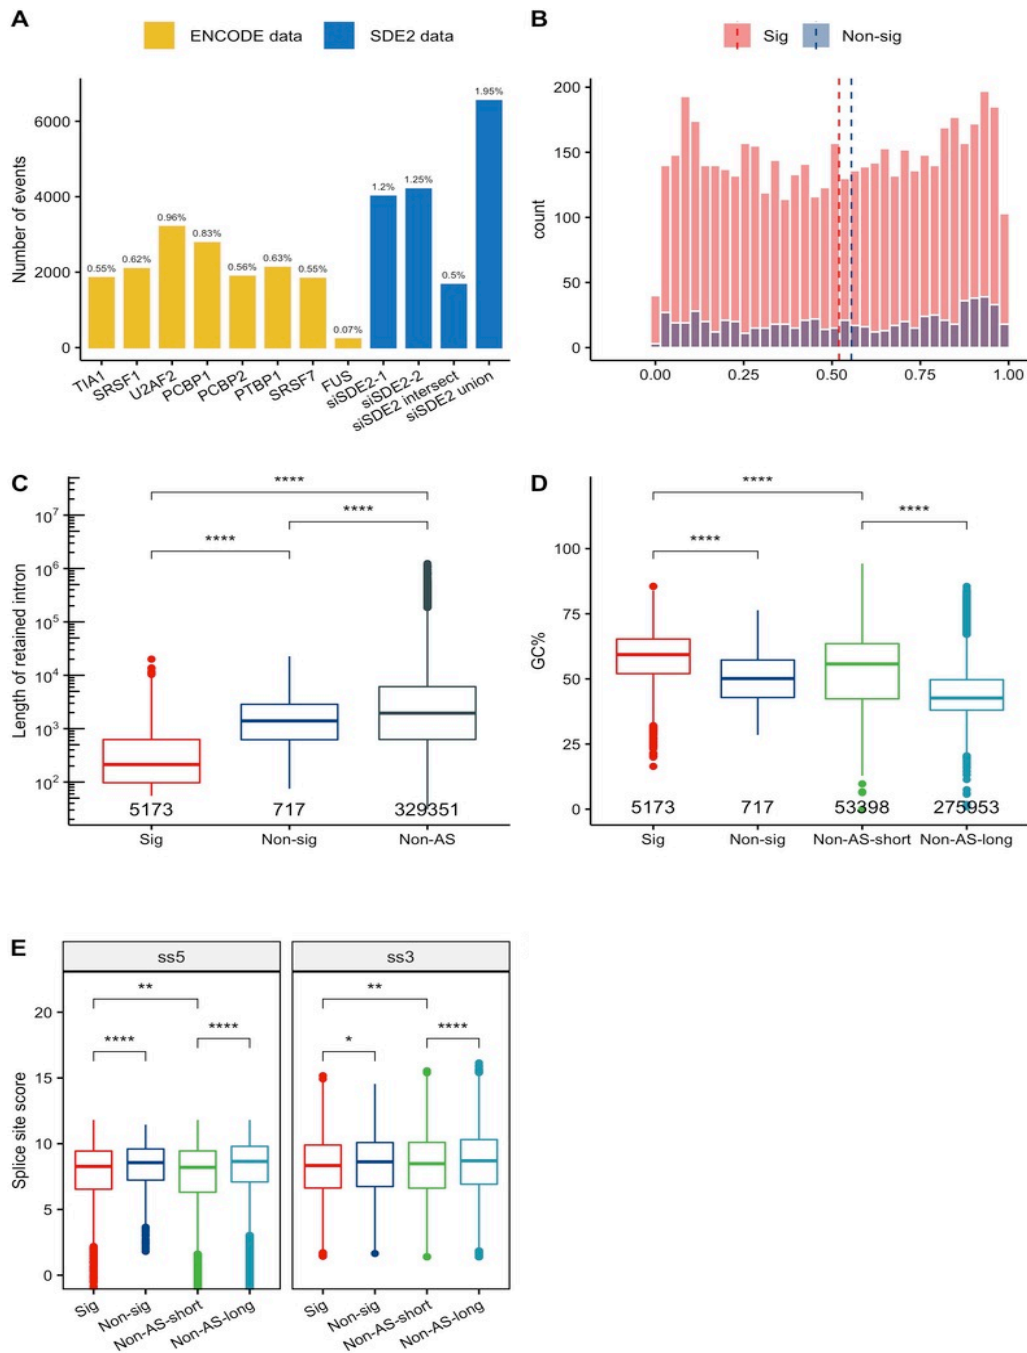 A
ENCODE data SDE2 data
Number of events
6000
4000
2000
0
0.55%
0.62%
0.96%
0.83%
0.56%
0.63%
0.55%
0.07%
1.2%
1.25%
0.5%
1.95%
TIA1
SRSF1
U2AF2
PCBP1
PCBP2
PTBP1
SRSF7
FUS
siSDE2-1
siSDE2-2
siSDE2 intersect
siSDE2 union
B
Sig Non-sig
count
200
150
100
50
0
0.00 0.25 0.50 0.75 1.00
C
Length of retained intron
10^7
10^6
10^5
10^4
10^3
10^2
****
****
****
5173 717 329351
Sig Non-sig Non-AS
D
GC%
100
75
50
25
0
****
****
****
5173 717 53398 275953
Sig Non-sig Non-AS-short Non-AS-long
E
ss5 ss3
Splice site score
20
15
10
5
0
**
****
****
**
*
****
Sig
Non-sig
Non-AS-short
Non-AS-long
Sig
Non-sig
Non-AS-short
Non-AS-long